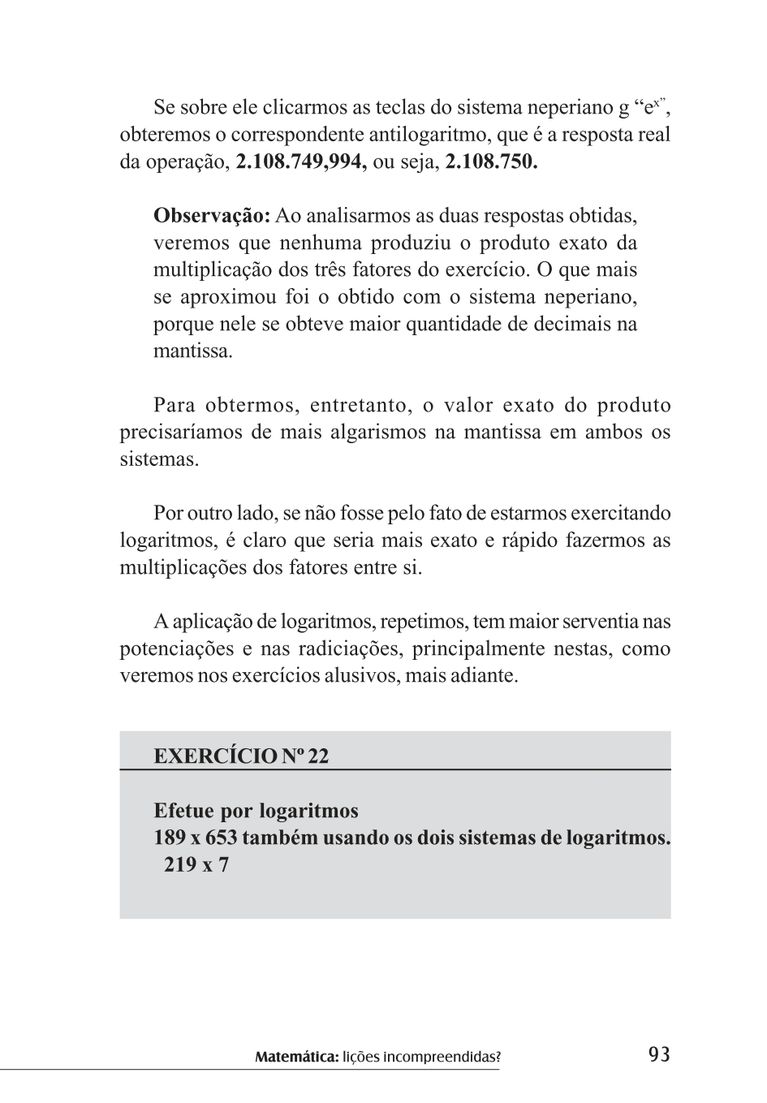 Se sobre ele clicarmos as teclas do sistema neperiano g “eˣ”,
obteremos o correspondente antilogaritmo, que é a resposta real
da operação, 2.108.749,994, ou seja, 2.108.750.
Observação: Ao analisarmos as duas respostas obtidas,
veremos que nenhuma produziu o produto exato da
multiplicação dos três fatores do exercício. O que mais
se aproximou foi o obtido com o sistema neperiano,
porque nele se obteve maior quantidade de decimais na
mantissa.
Para obtermos, entretanto, o valor exato do produto
precisaríamos de mais algarismos na mantissa em ambos os
sistemas.
Por outro lado, se não fosse pelo fato de estarmos exercitando
logaritmos, é claro que seria mais exato e rápido fazermos as
multiplicações dos fatores entre si.
A aplicação de logaritmos, repetimos, tem maior serventia nas
potenciações e nas radiciações, principalmente nestas, como
veremos nos exercícios alusivos, mais adiante.
EXERCÍCIO Nº 22
Efetue por logaritmos
189 x 653 também usando os dois sistemas de logaritmos.
219 x 7
Matemática: lições incompreendidas? 93